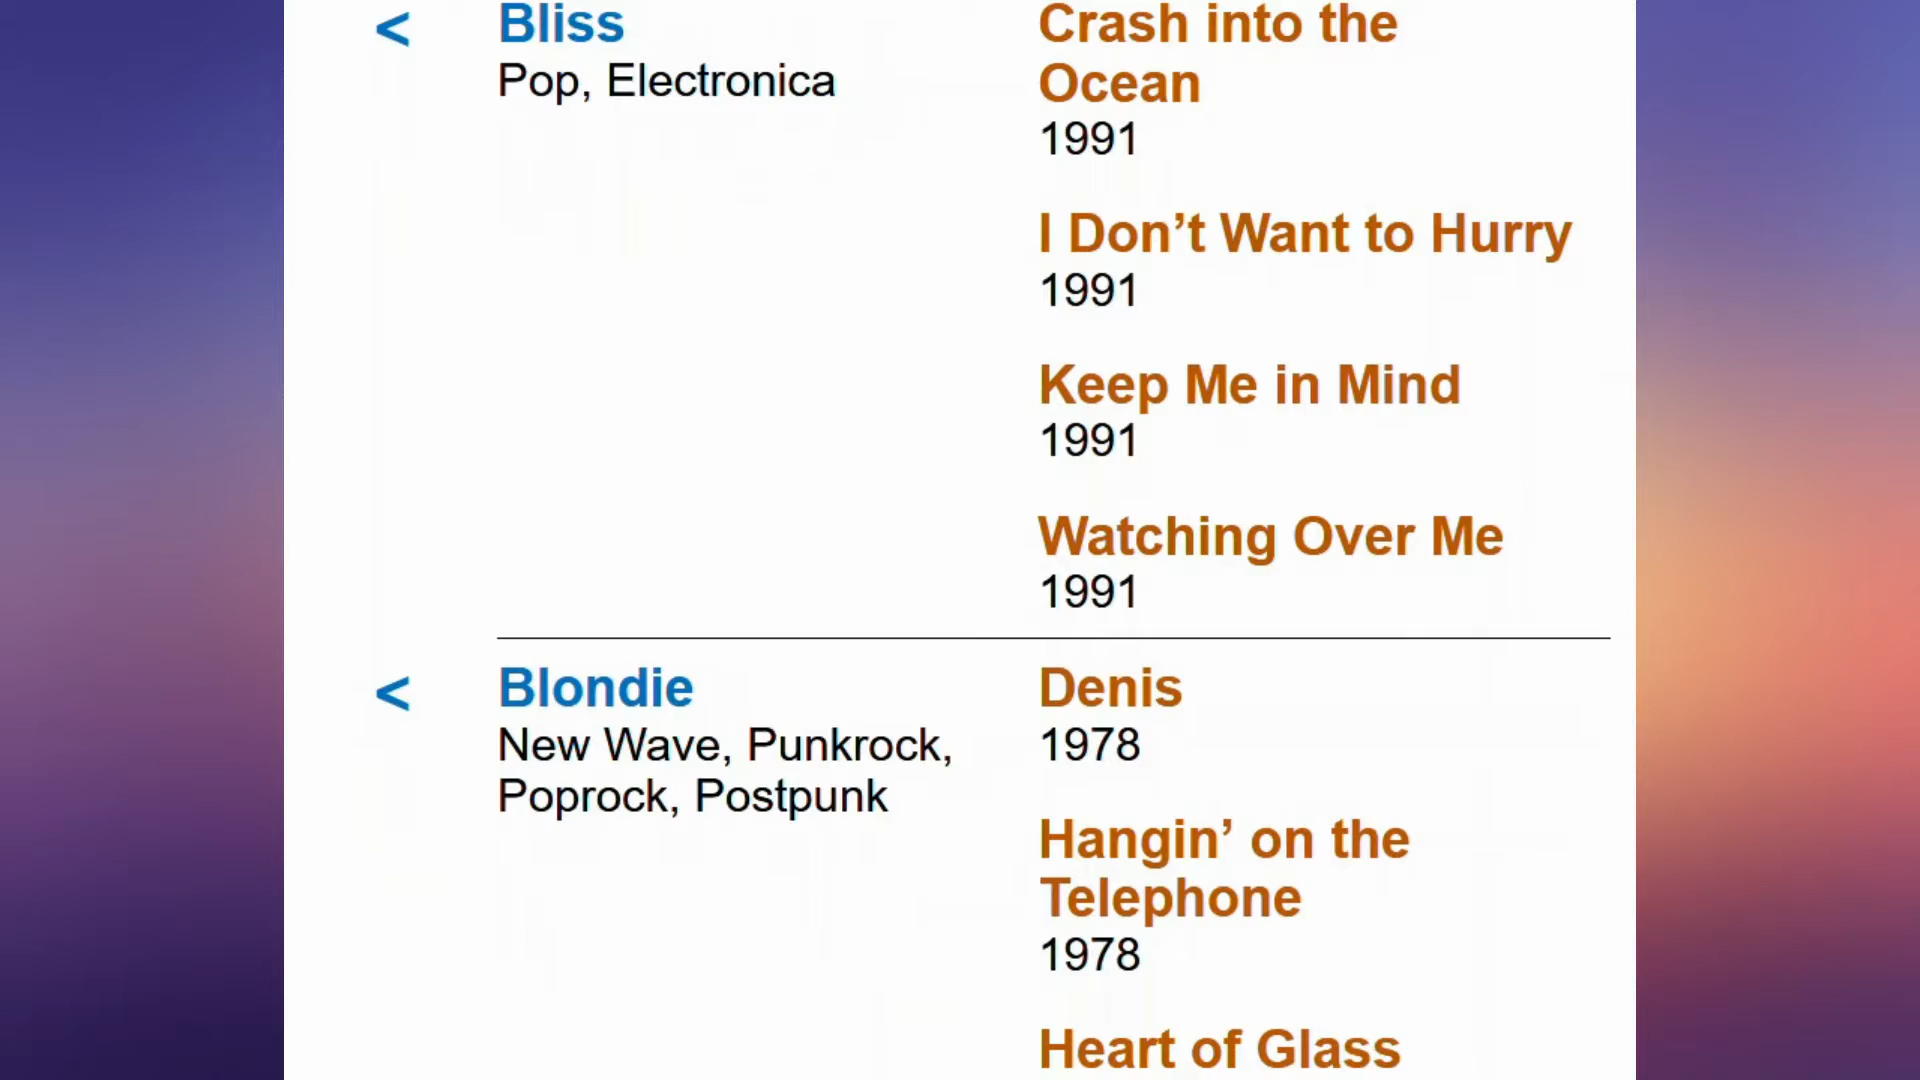 <
Bliss
Pop, Electronica
Crash into the
Ocean
1991
I Don’t Want to Hurry
1991
Keep Me in Mind
1991
Watching Over Me
1991
<
Blondie
New Wave, Punkrock,
Poprock, Postpunk
Denis
1978
Hangin’ on the
Telephone
1978
Heart of Glass